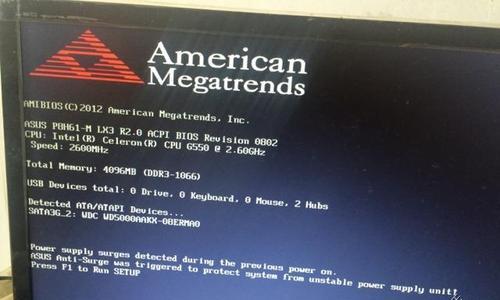 American
Megatrends
AMIBIOS(C) 2012 American Megatrends, Inc.
ASUS P8H61-M LX3 R2.0 ACPI BIOS Revision 0802
CPU: Intel(R) Celeron(R) CPU G550 @ 2.60GHz
Speed: 2600MHz
Total Memory: 4096MB (DDR3-1066)
USB Devices total: 0 Drive, 0 Keyboard, 0 Mouse, 2 Hubs
Detected ATA/ATAPI Devices...
SATA3G_2: WDC WD5000AAKX-08ERMA0
Power supply surges detected during the previous power on.
ASUS Anti-Surge was triggered to protect system from unstable power supply unit!
Press F1 to Run SETUP